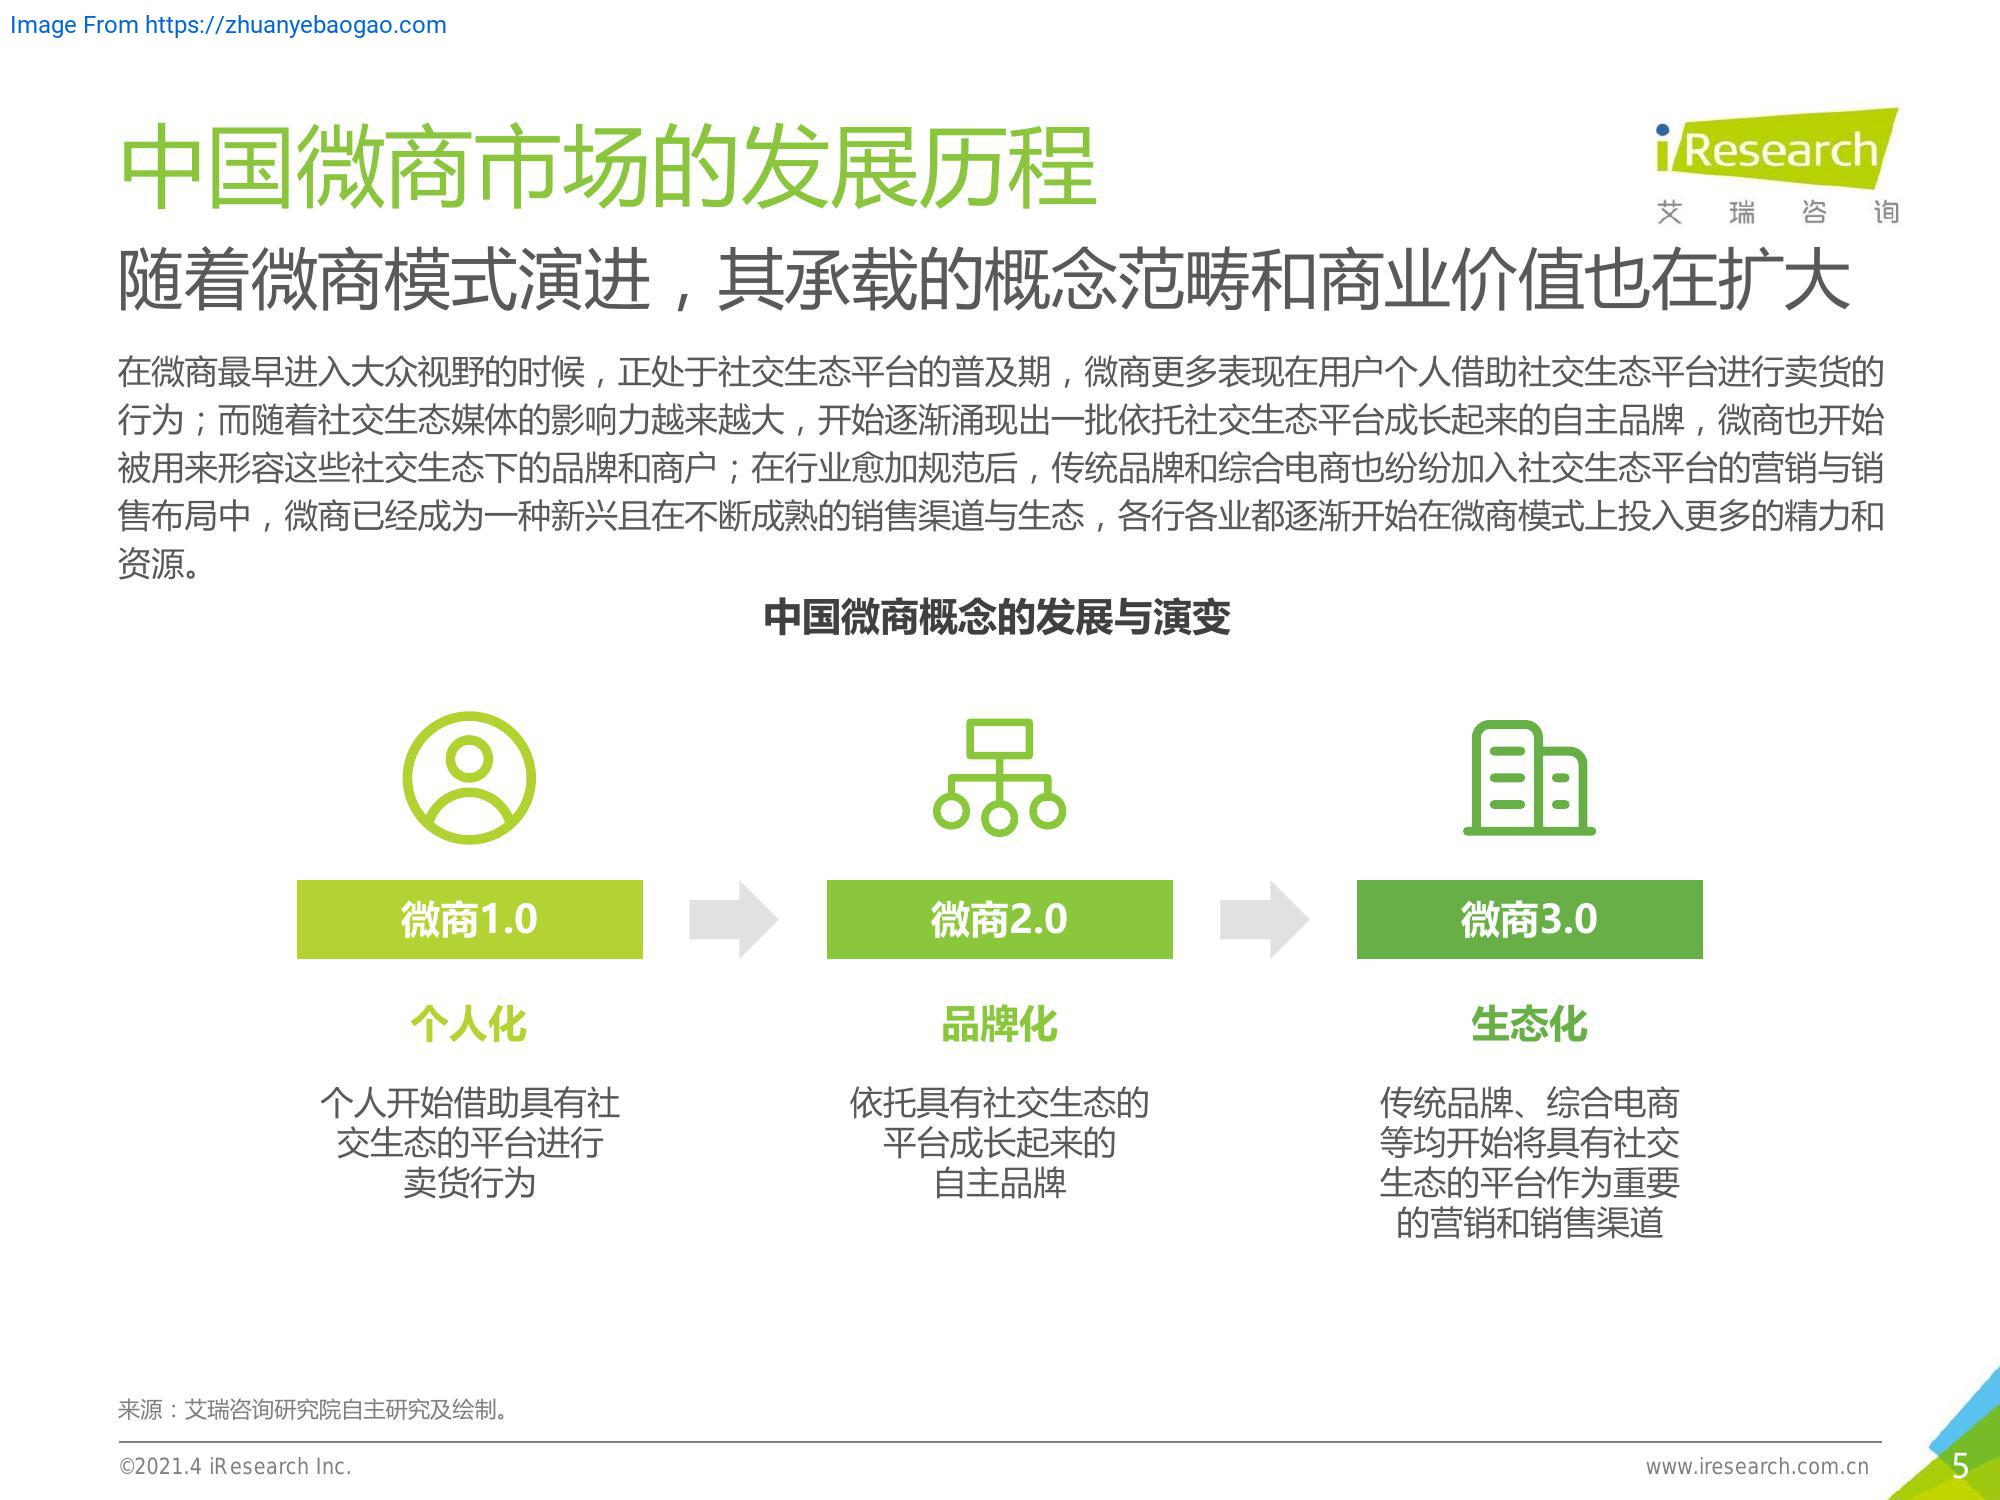 Image From https://zhuanyebaogao.com
中国微商市场的发展历程
iResearch
艾瑞咨询
随着微商模式演进，其承载的概念范畴和商业价值也在扩大
在微商最早进入大众视野的时候，正处于社交生态平台的普及期，微商更多表现在用户个人借助社交生态平台进行卖货的
行为；而随着社交生态媒体的影响力越来越大，开始逐渐涌现出一批依托社交生态平台成长起来的自主品牌，微商也开始
被用来形容这些社交生态下的品牌和商户；在行业愈加规范后，传统品牌和综合电商也纷纷加入社交生态平台的营销与销
售布局中，微商已经成为一种新兴且在不断成熟的销售渠道与生态，各行各业都逐渐开始在微商模式上投入更多的精力和
资源。
中国微商概念的发展与演变
微商1.0
微商2.0
微商3.0
个人化
品牌化
生态化
个人开始借助具有社
交生态的平台进行
卖货行为
依托具有社交生态的
平台成长起来的
自主品牌
传统品牌、综合电商
等均开始将具有社交
生态的平台作为重要
的营销和销售渠道
来源：艾瑞咨询研究院自主研究及绘制。
©2021.4 iResearch Inc.
www.iresearch.com.cn
5